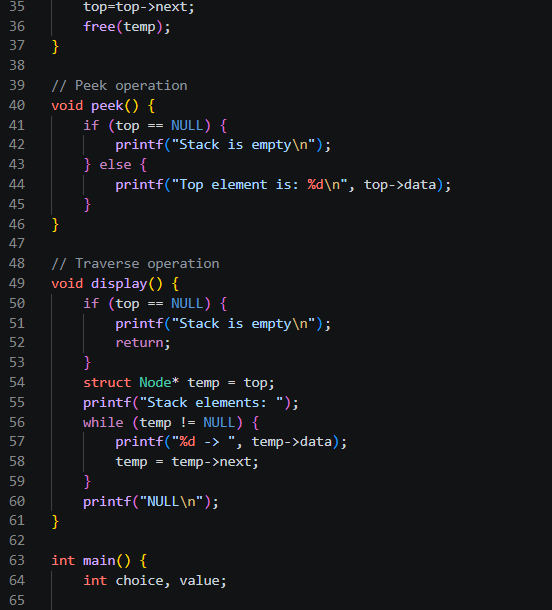 35 top=top->next;
36 free(temp);
37 }
38
39 // Peek operation
40 void peek() {
41 if (top == NULL) {
42 printf("Stack is empty\n");
43 } else {
44 printf("Top element is: %d\n", top->data);
45 }
46 }
47
48 // Traverse operation
49 void display() {
50 if (top == NULL) {
51 printf("Stack is empty\n");
52 return;
53 }
54 struct Node* temp = top;
55 printf("Stack elements: ");
56 while (temp != NULL) {
57 printf("%d -> ", temp->data);
58 temp = temp->next;
59 }
60 printf("NULL\n");
61 }
62
63 int main() {
64 int choice, value;
65